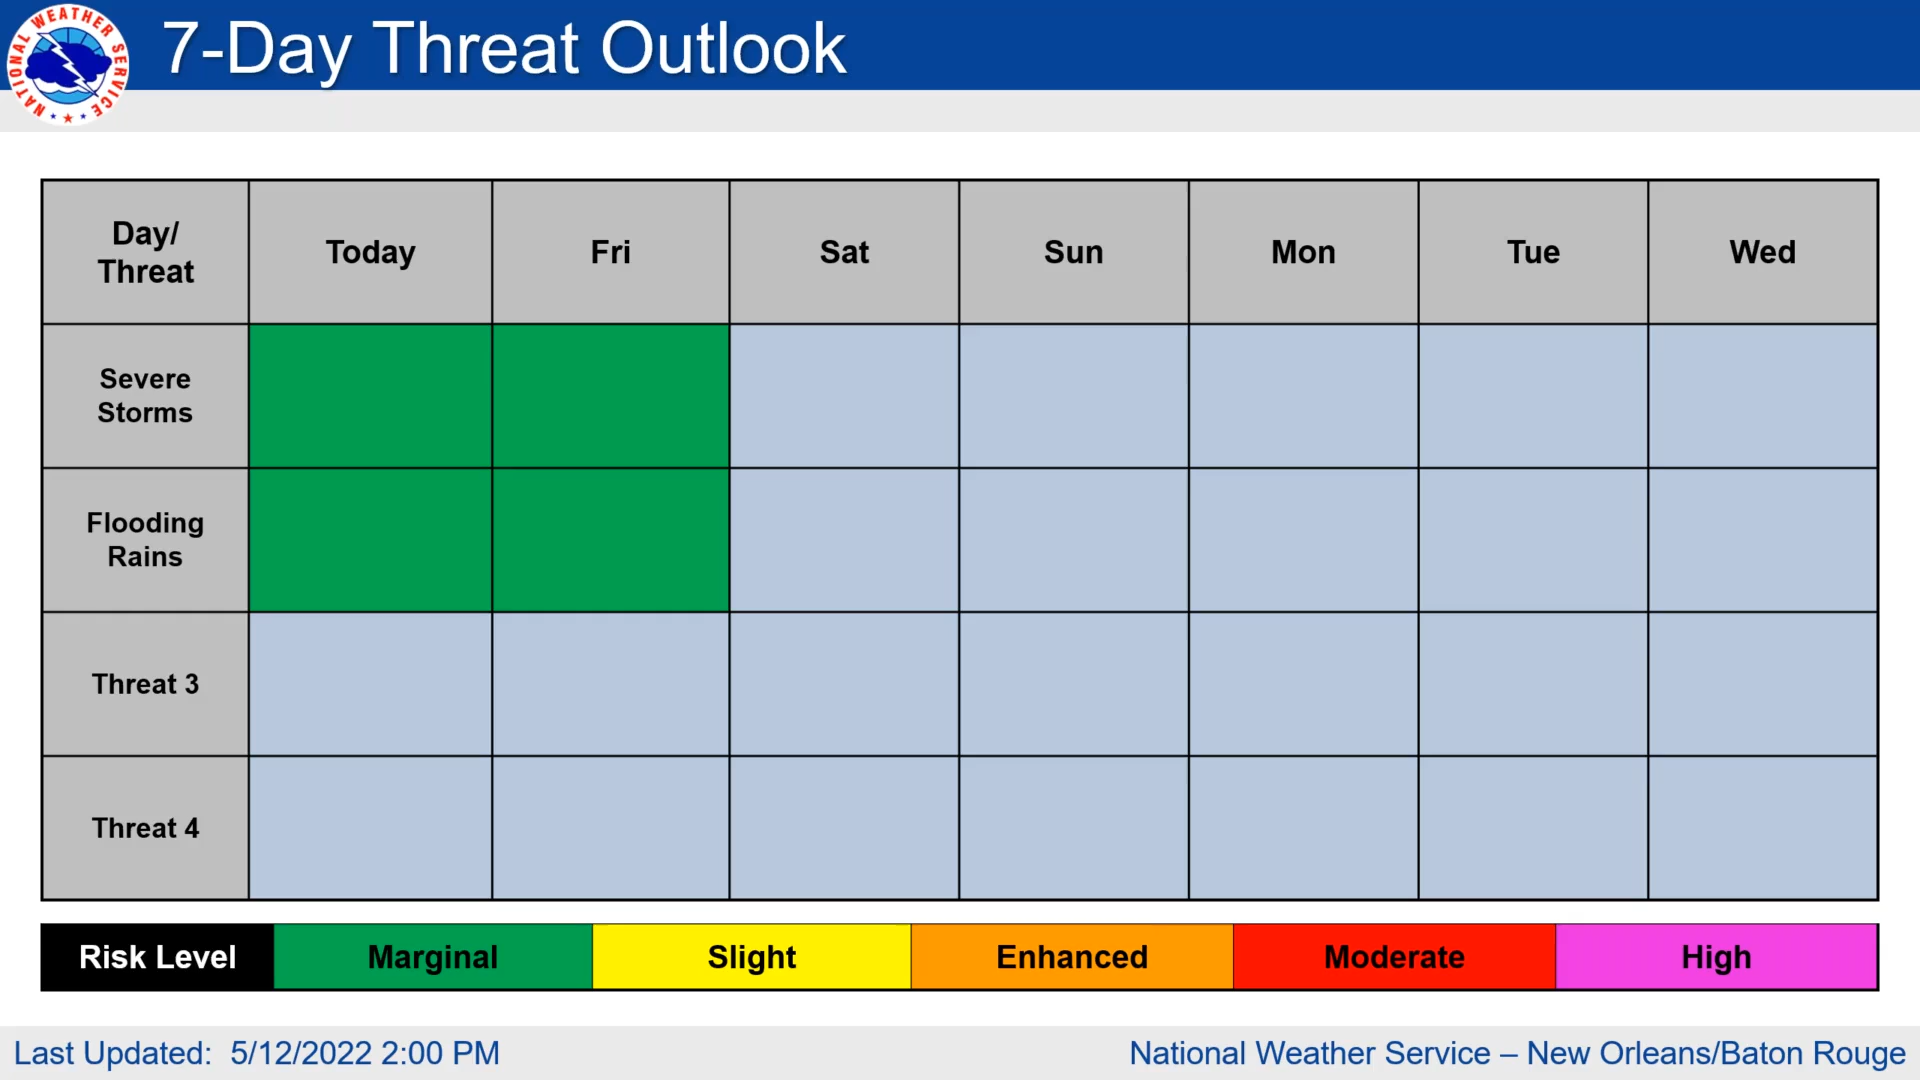 NATIONAL WEATHER SERVICE
7-Day Threat Outlook
Day/
Threat
Today
Fri
Sat
Sun
Mon
Tue
Wed
Severe
Storms
Flooding
Rains
Threat 3
Threat 4
Risk Level
Marginal
Slight
Enhanced
Moderate
High
Last Updated: 5/12/2022 2:00 PM
National Weather Service – New Orleans/Baton Rouge